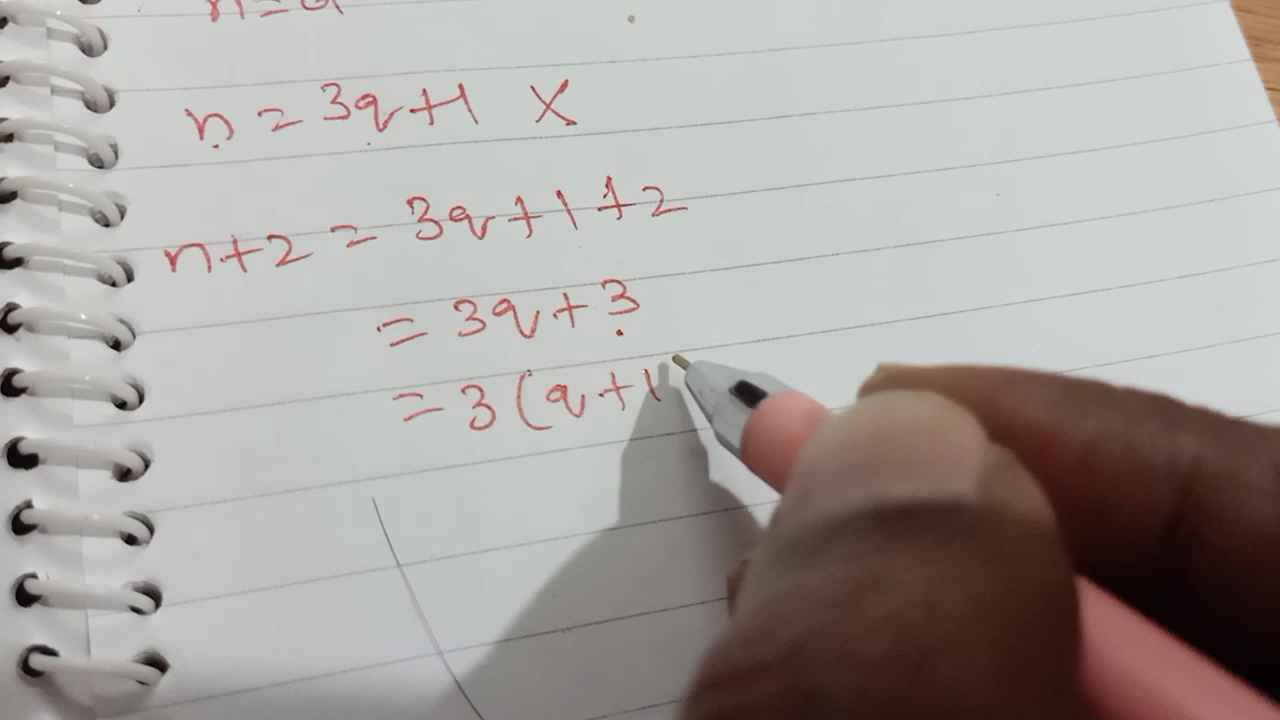 n = 3q+1 X
n+2 = 3q+1+2
= 3q+3
= 3(q+1